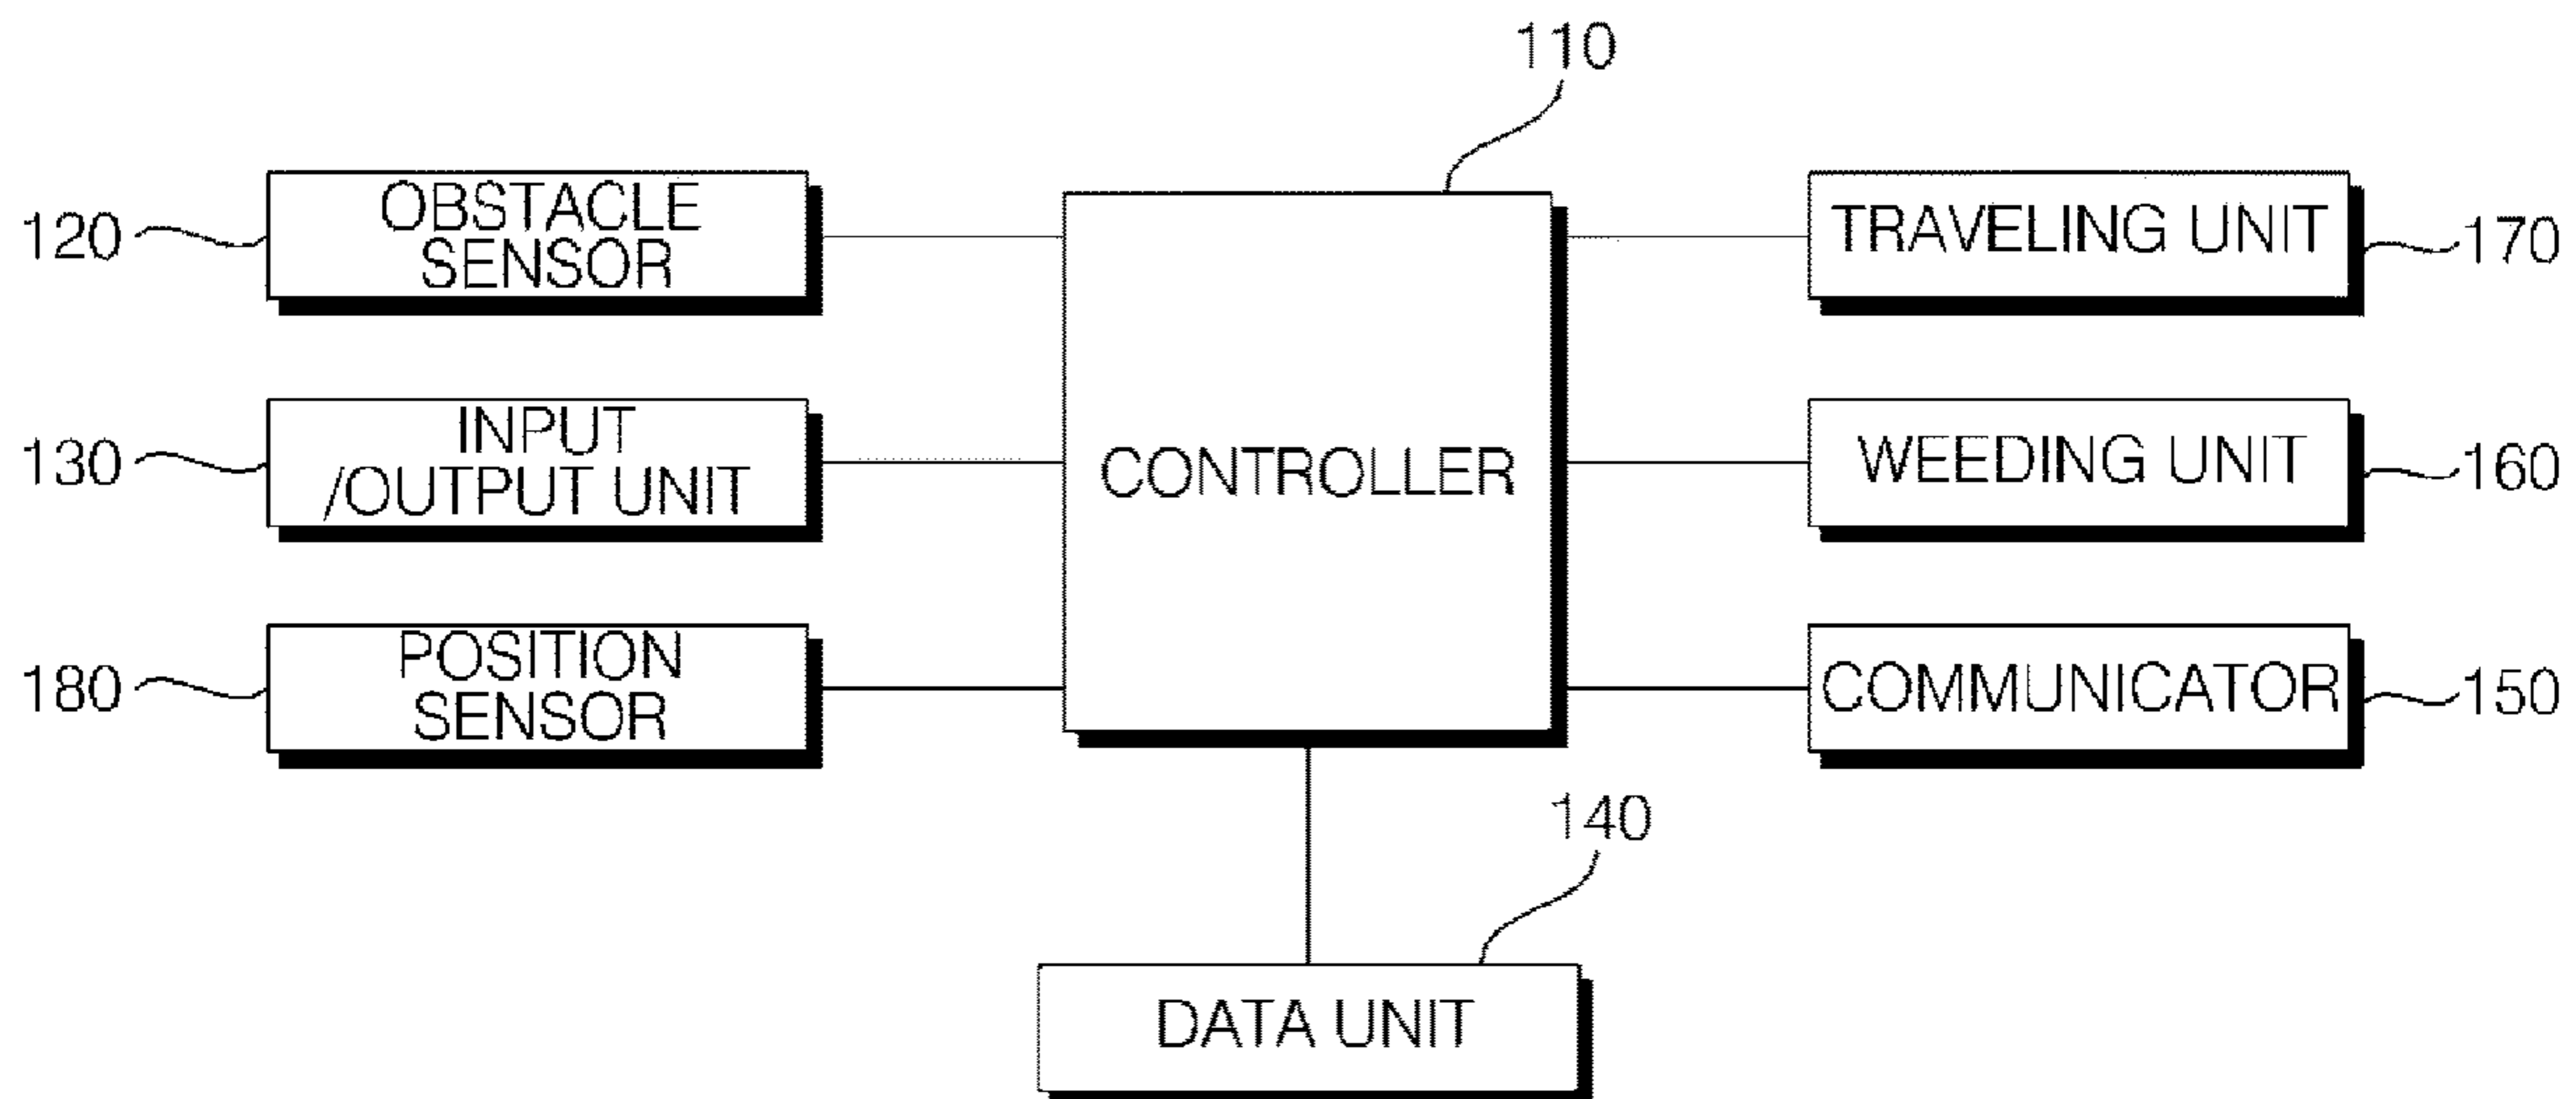 110
OBSTACLE
SENSOR
120
TRAVELING UNIT
170
INPUT
/OUTPUT UNIT
130
CONTROLLER
WEEDING UNIT
160
POSITION
SENSOR
180
COMMUNICATOR
150
140
DATA UNIT